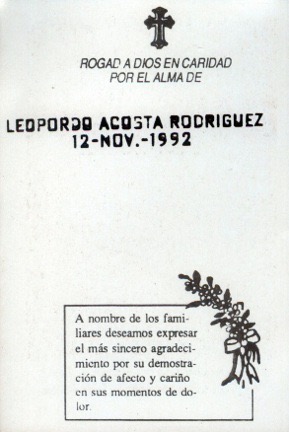 ROGAD A DIOS EN CARIDAD
POR EL ALMA DE
LEOPORDO ACOSTA RODRIGUEZ
12-NOV.-1992
A nombre de los fami-
liares deseamos expresar
el más sincero agradeci-
miento por su demostra-
ción de afecto y cariño
en sus momentos de do-
lor.